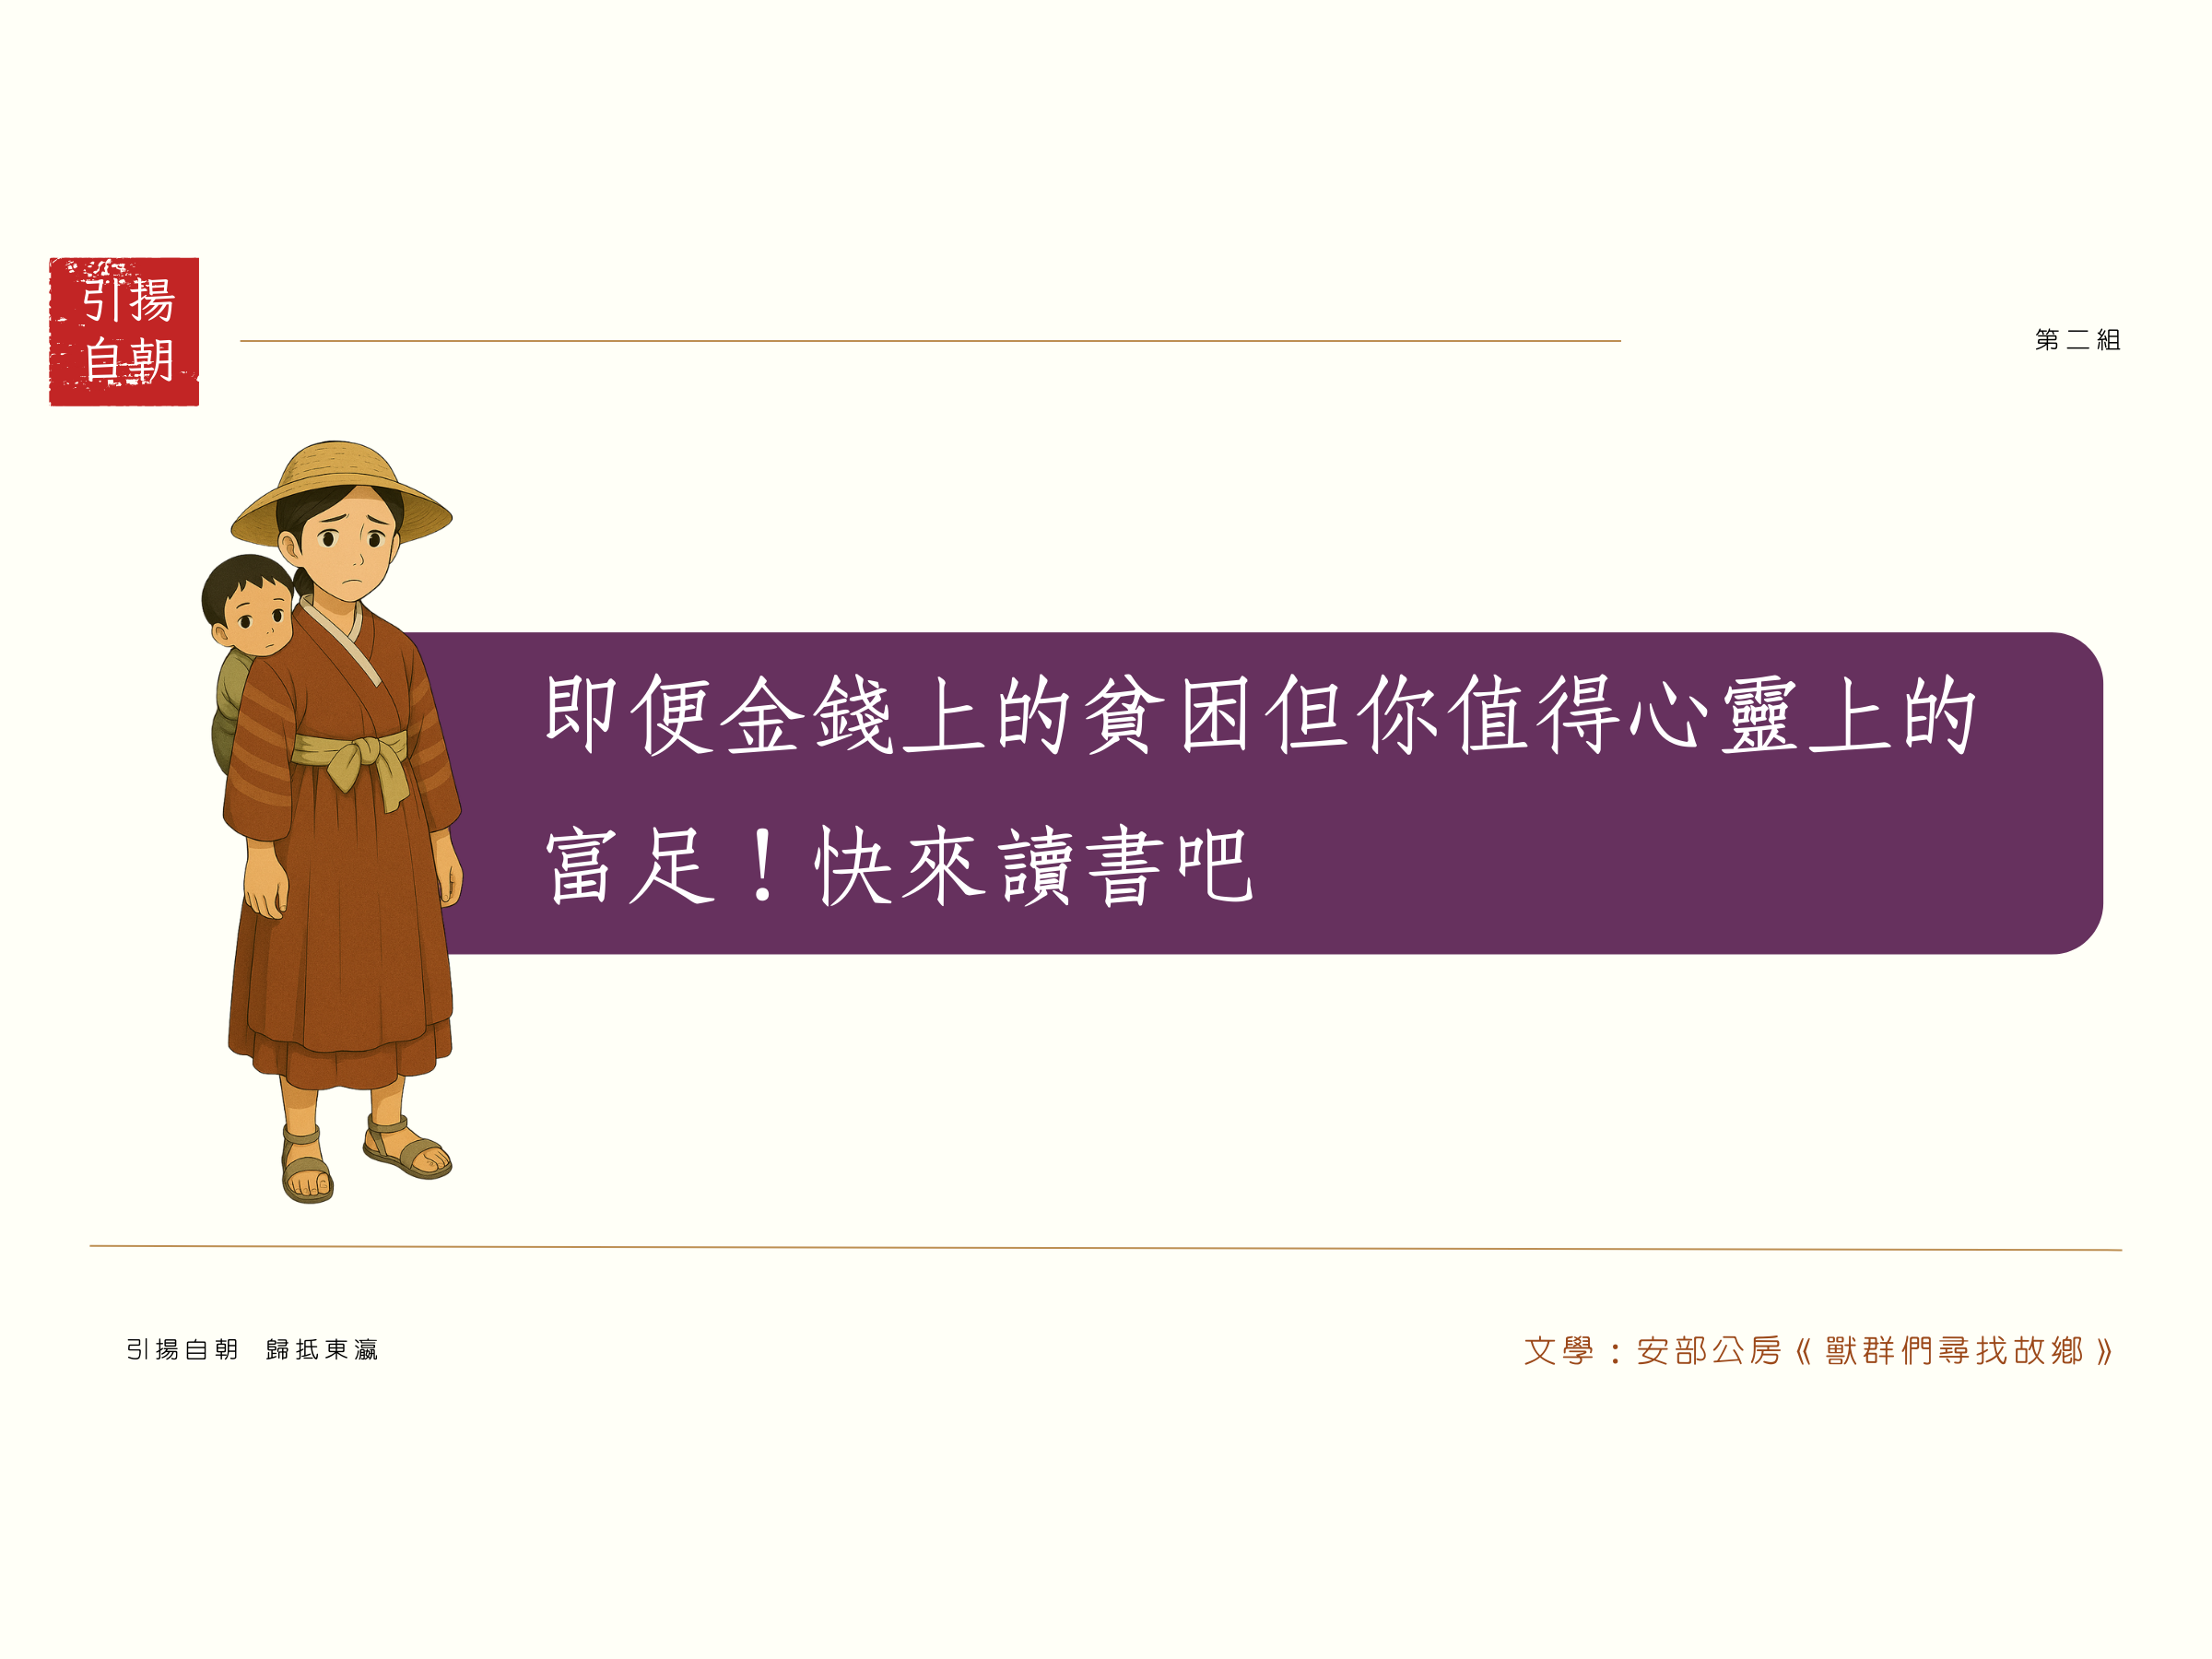 引揚
自朝
第二組
即便金錢上的貧困但你值得心靈上的
富足！快來讀書吧
引揚自朝　歸抵東瀛
文學：安部公房《獸群們尋找故鄉》